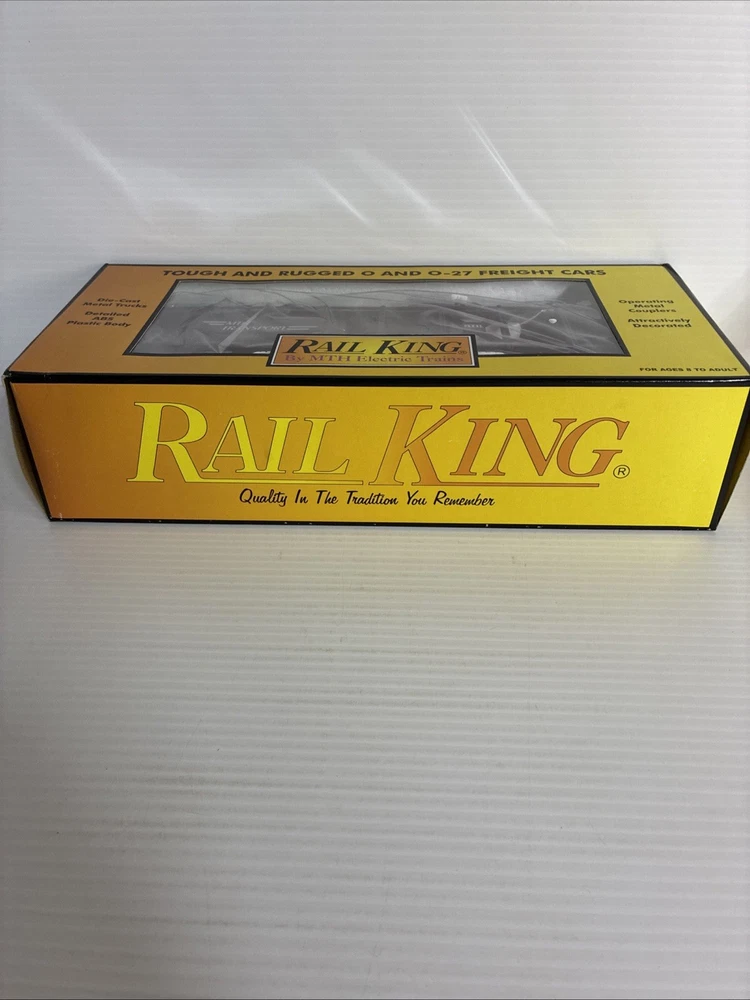 TOUGH AND RUGGED O AND O-27 FREIGHT CARS
Die-Cast
Metal Trucks
Detailed
ABS
Plastic Body
Operating
Metal
Couplers
Attractively
Decorated
MTH
TRANSPORT
RAIL KING®
By MTH Electric Trains
FOR AGES 8 TO ADULT
RAIL KING®
Quality In The Tradition You Remember